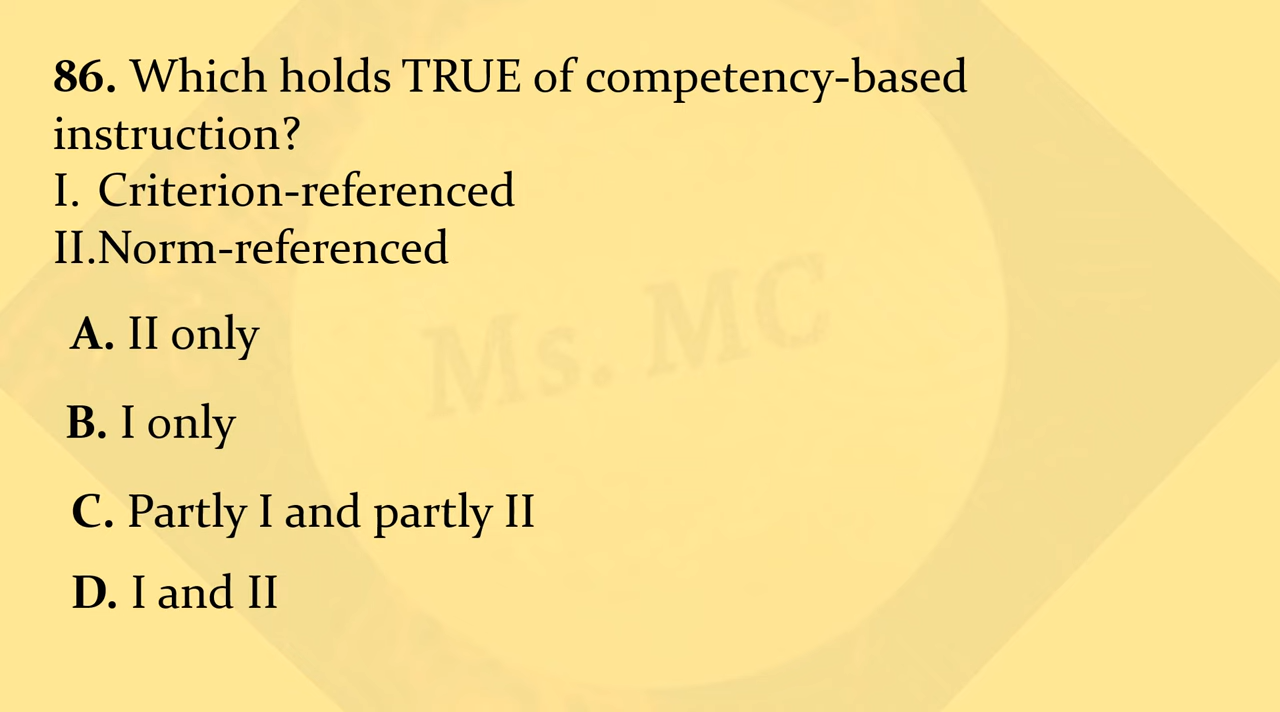 86. Which holds TRUE of competency-based
instruction?
I. Criterion-referenced
II.Norm-referenced
Ms. MC
A. II only
B. I only
C. Partly I and partly II
D. I and II